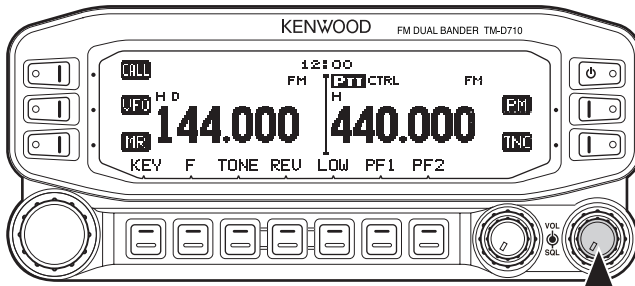 KENWOOD
FM DUAL BANDER TM-D710
12:00
CALL
FM
PTT CTRL
FM
VFO
H D
H
PM
144.000
440.000
MR
TNC
KEY F TONE REV LOW PF1 PF2
VOL
SQL